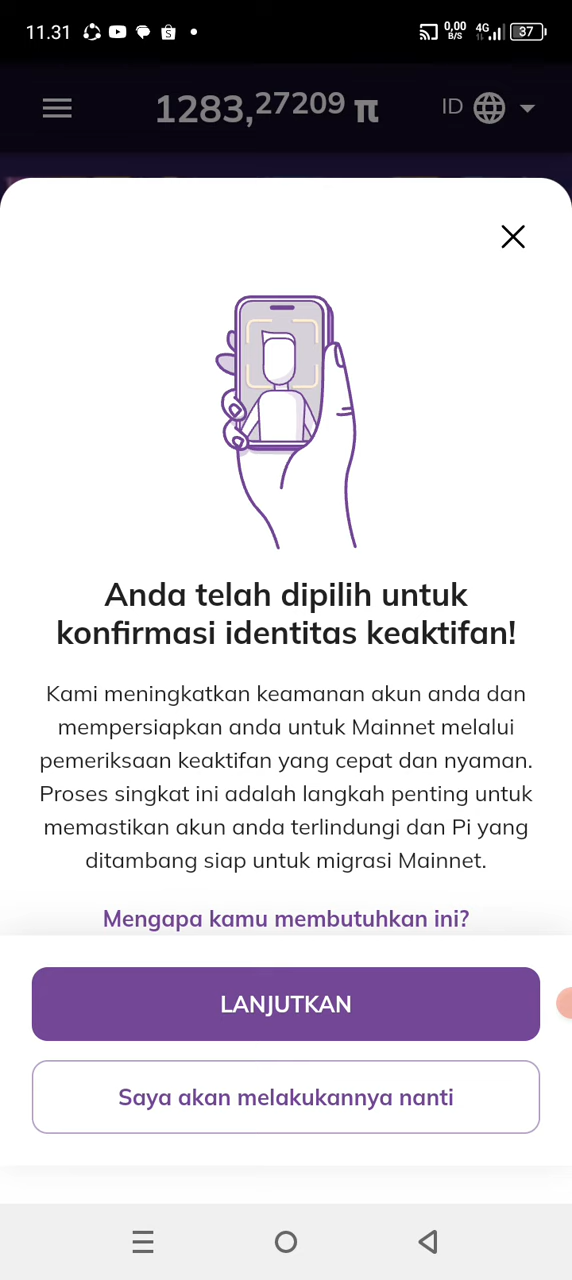 11.31
0,00 B/S 4G 37
1283,27209 π
ID
Anda telah dipilih untuk
konfirmasi identitas keaktifan!
Kami meningkatkan keamanan akun anda dan
mempersiapkan anda untuk Mainnet melalui
pemeriksaan keaktifan yang cepat dan nyaman.
Proses singkat ini adalah langkah penting untuk
memastikan akun anda terlindungi dan Pi yang
ditambang siap untuk migrasi Mainnet.
Mengapa kamu membutuhkan ini?
LANJUTKAN
Saya akan melakukannya nanti